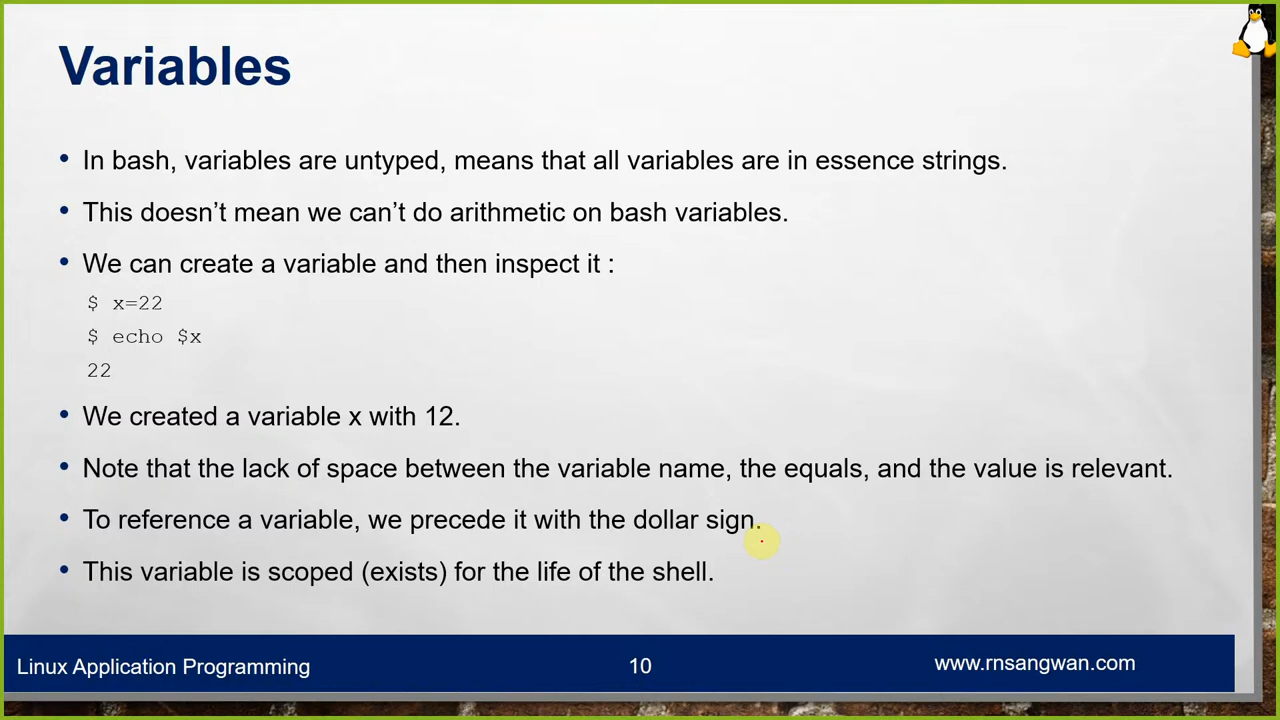 Variables
• In bash, variables are untyped, means that all variables are in essence strings.
• This doesn’t mean we can’t do arithmetic on bash variables.
• We can create a variable and then inspect it :
$ x=22
$ echo $x
22
• We created a variable x with 12.
• Note that the lack of space between the variable name, the equals, and the value is relevant.
• To reference a variable, we precede it with the dollar sign.
• This variable is scoped (exists) for the life of the shell.
Linux Application Programming
10
www.rnsangwan.com